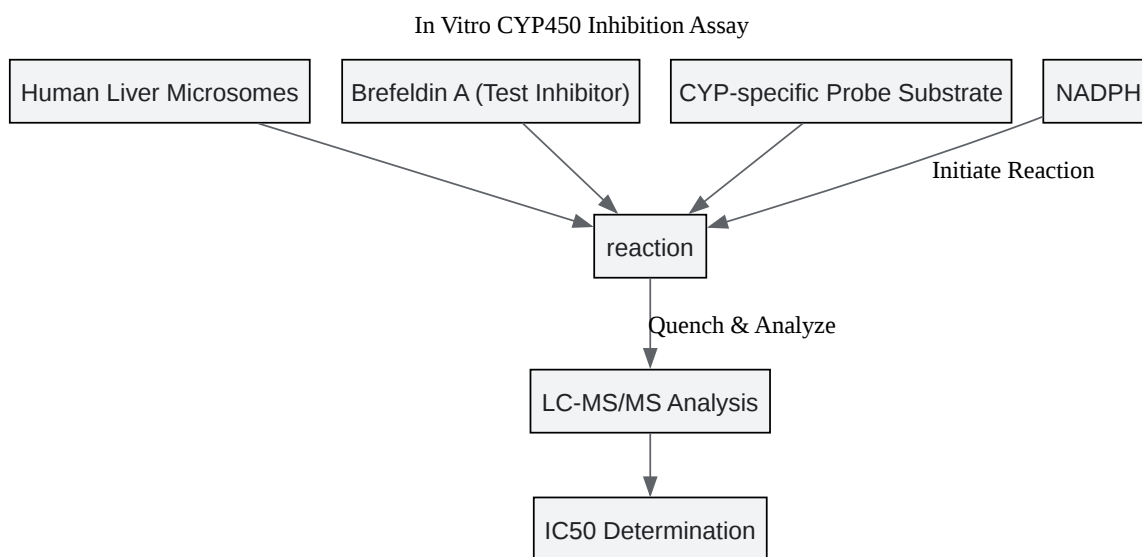 In Vitro CYP450 Inhibition Assay
Human Liver Microsomes
Brefeldin A (Test Inhibitor)
CYP-specific Probe Substrate
NADPH
Initiate Reaction
reaction
Quench & Analyze
LC-MS/MS Analysis
IC50 Determination